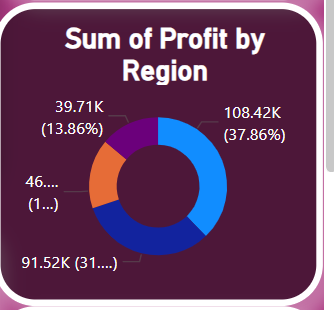 Sum of Profit by
Region
39.71K
(13.86%)
108.42K
(37.86%)
46....
(1...)
91.52K (31....)